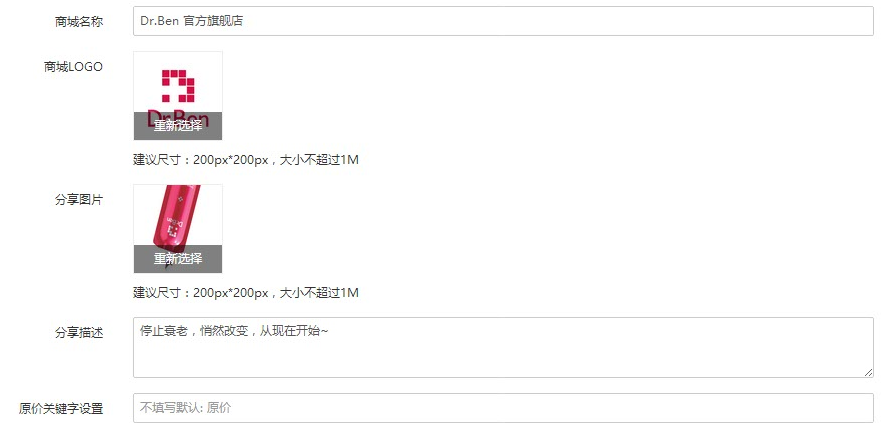 商城名称
Dr.Ben 官方旗舰店
商城LOGO
Dr.Ben
重新选择
建议尺寸：200px*200px，大小不超过1M
分享图片
重新选择
建议尺寸：200px*200px，大小不超过1M
分享描述
停止衰老，悄然改变，从现在开始~
原价关键字设置
不填写默认: 原价